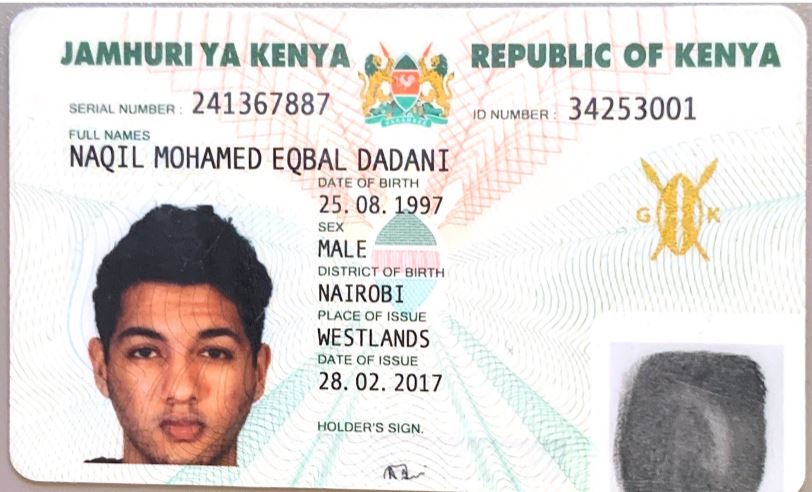 JAMHURI YA KENYA REPUBLIC OF KENYA
SERIAL NUMBER : 241367887 ID NUMBER : 34253001
FULL NAMES
NAQIL MOHAMED EQBAL DADANI
DATE OF BIRTH
25. 08. 1997
SEX
MALE
G K
DISTRICT OF BIRTH
NAIROBI
PLACE OF ISSUE
WESTLANDS
DATE OF ISSUE
28. 02. 2017
HOLDER'S SIGN.